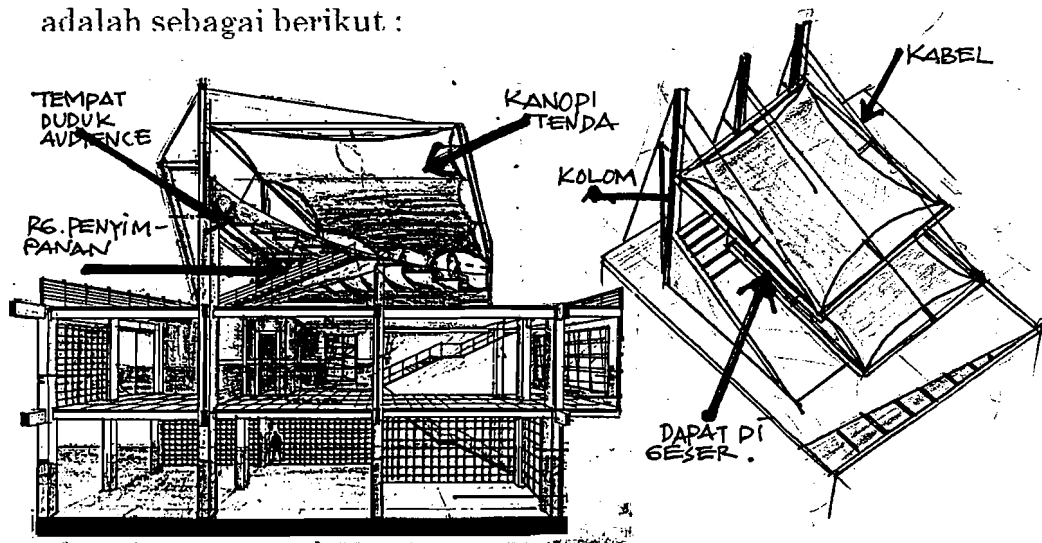 adalah sebagai berikut :
TEMPAT
DUDUK
AUDIENCE
KANOPI
TENDA
RG. PENYIM-
PANAN
KABEL
KOLOM
DAPAT DI
GESER.